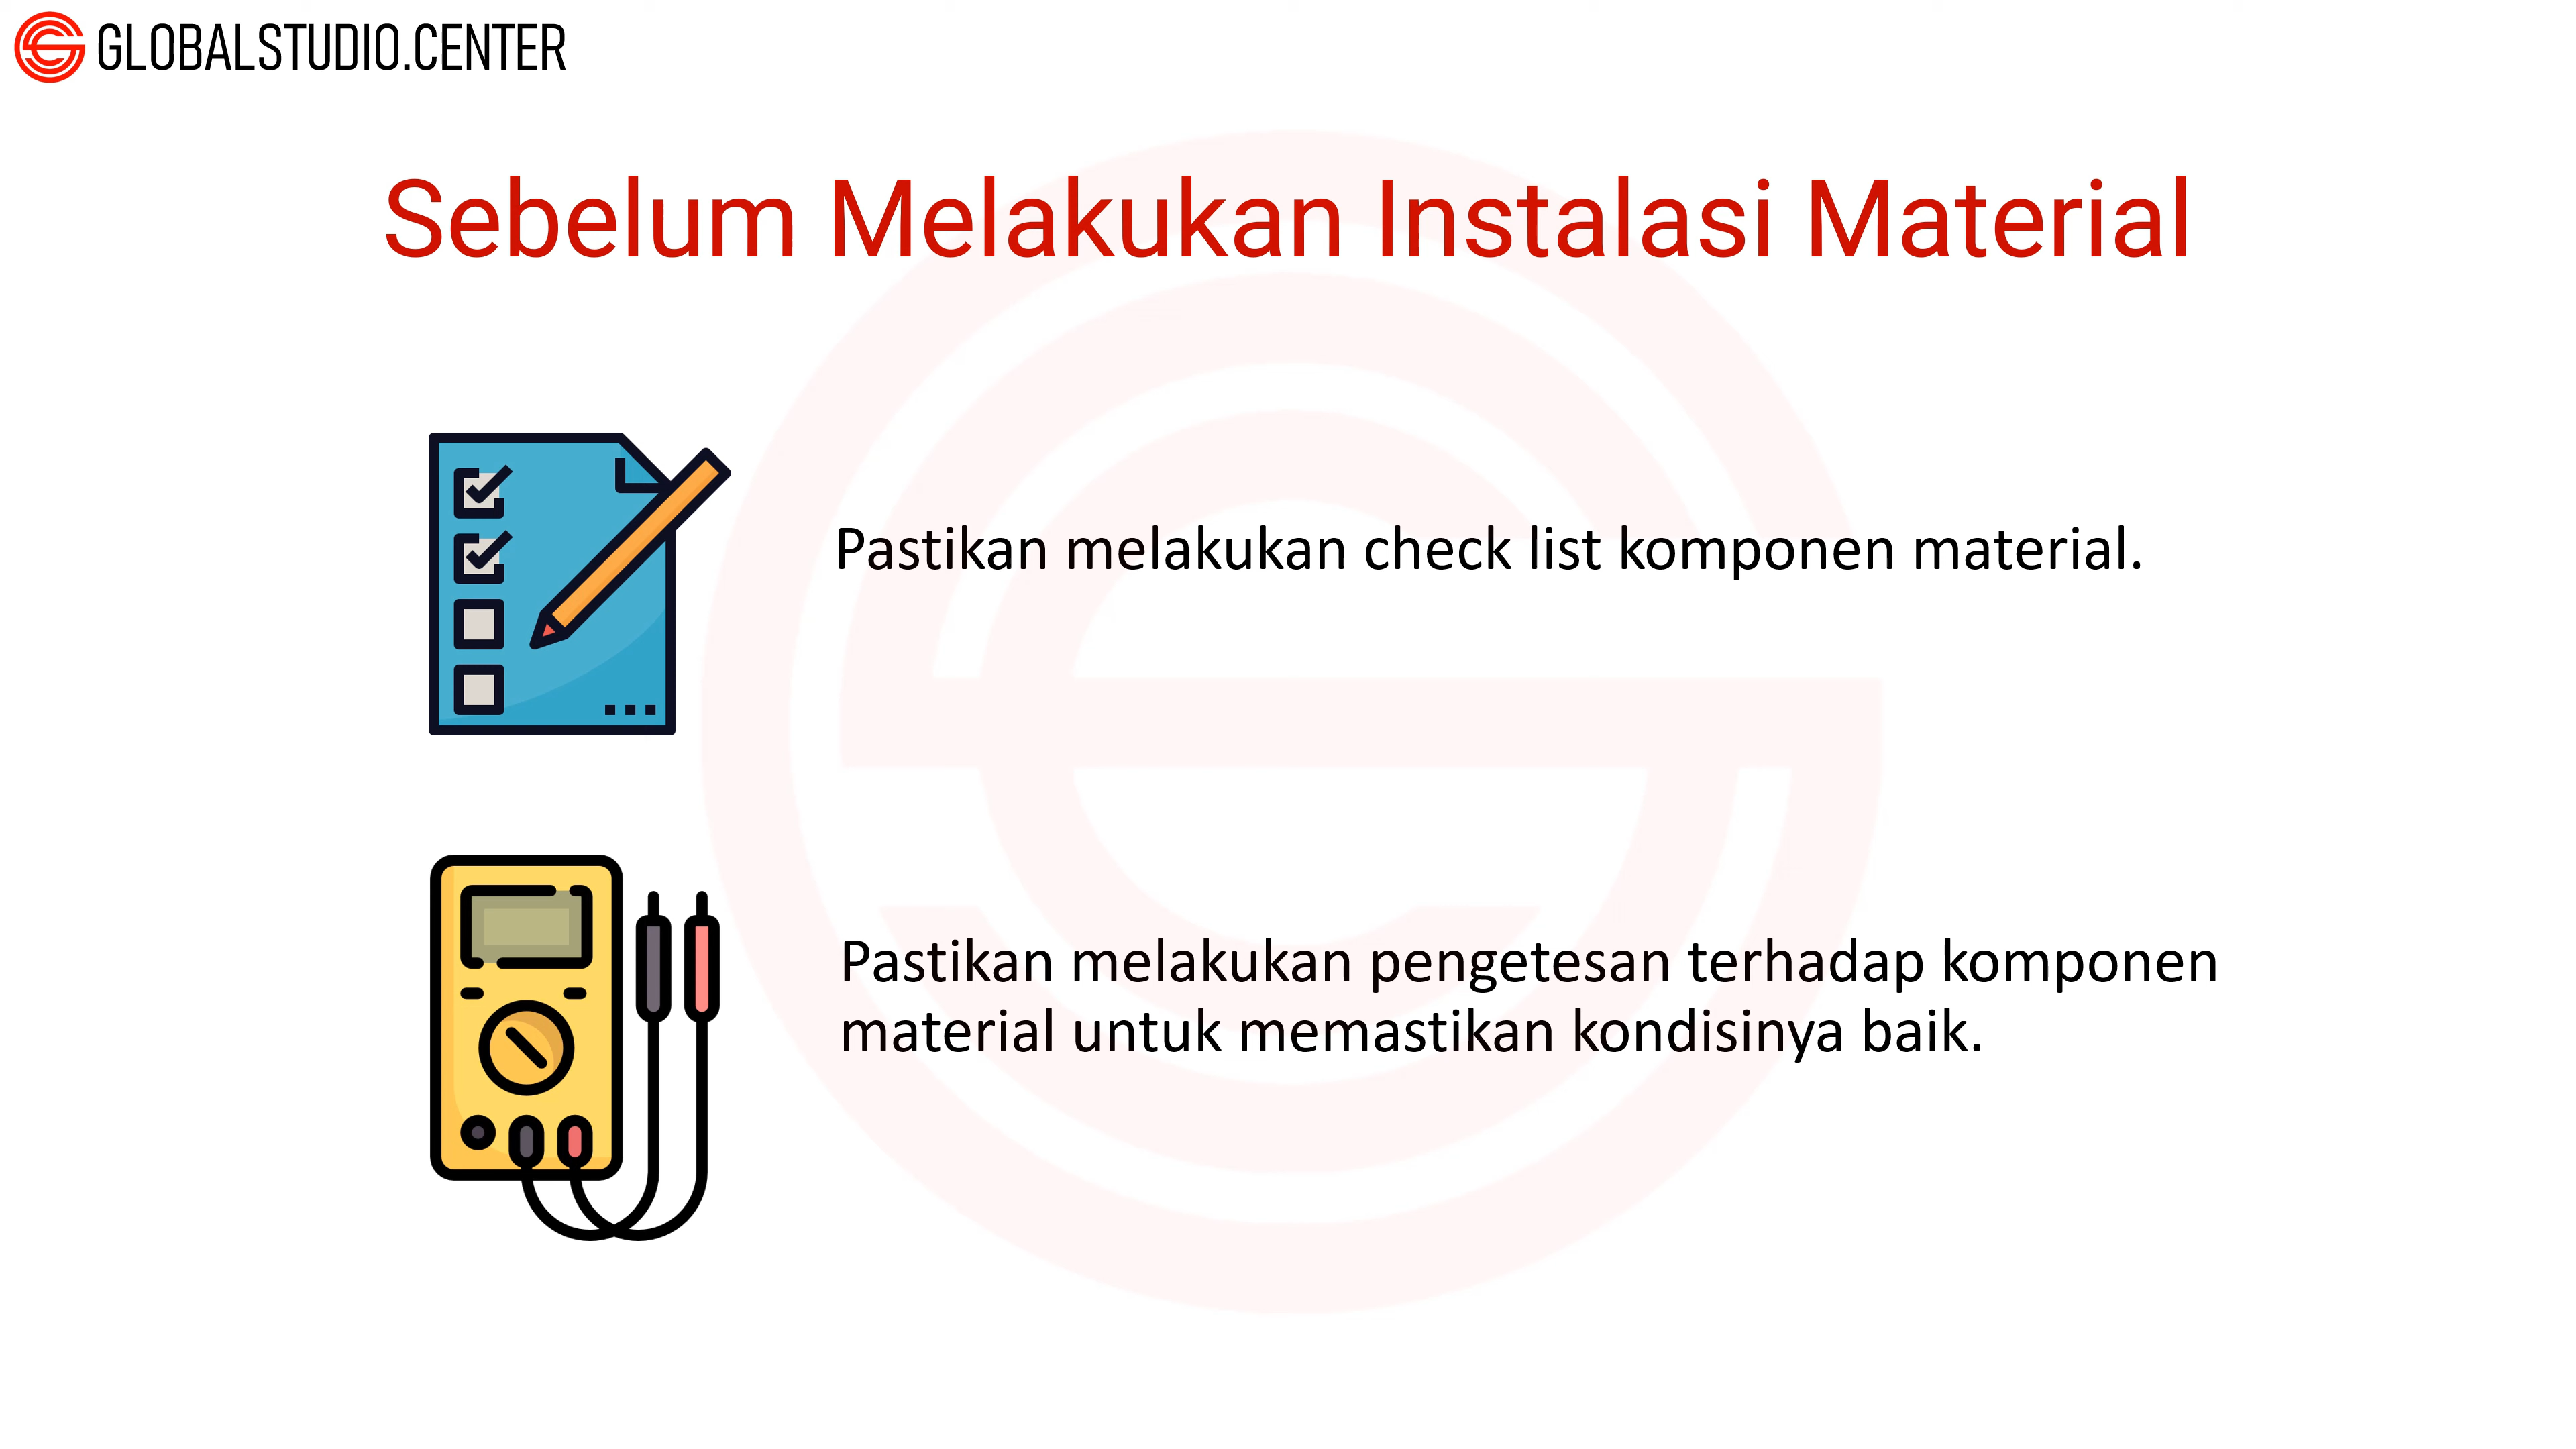 GLOBALSTUDIO.CENTER
Sebelum Melakukan Instalasi Material
Pastikan melakukan check list komponen material.
Pastikan melakukan pengetesan terhadap komponen
material untuk memastikan kondisinya baik.